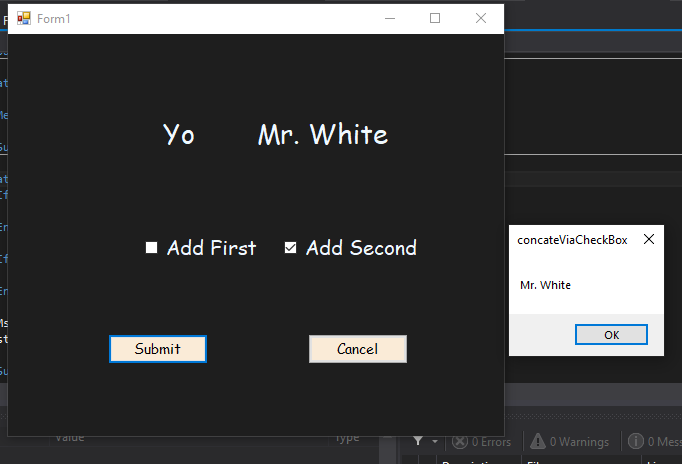 Form1
Yo Mr. White
Add First Add Second
concateViaCheckBox
Mr. White
OK
Submit Cancel
Value Type
0 Errors 0 Warnings